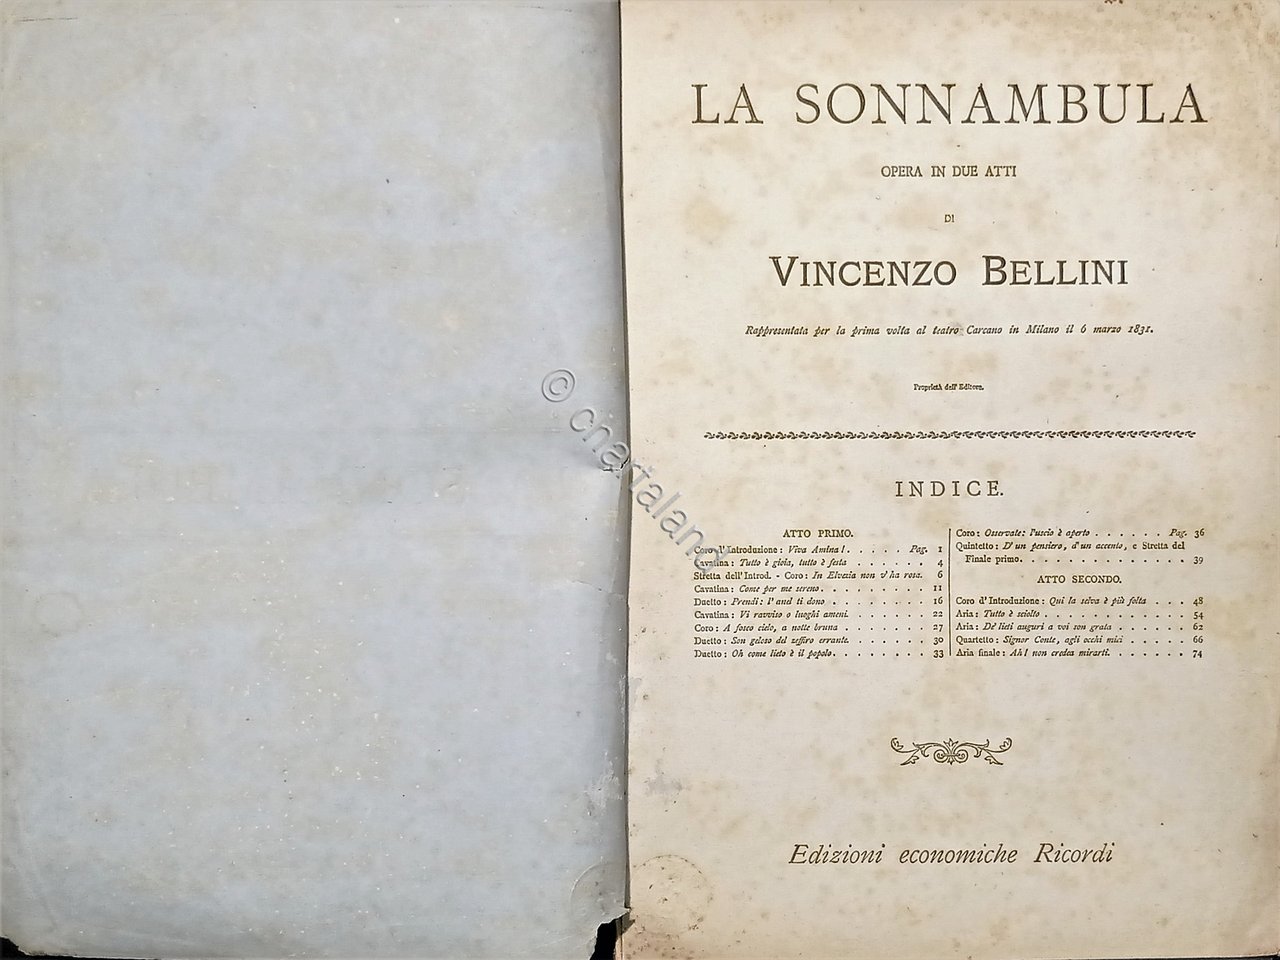 LA SONNAMBULA
OPERA IN DUE ATTI
DI
VINCENZO BELLINI
Rappresentata per la prima volta al teatro Carcano in Milano il 6 marzo 1831.
Proprietà dell'Editore.
INDICE.
ATTO PRIMO.
Coro d'Introduzione: Viva Amina! . . . . . Pag. 1
Cavatina: Tutto è gioia, tutto è festa . . . . . . . 4
Stretta dell'Introd. - Coro: In Elvezia non v'ha rosa. 6
Cavatina: Come per me sereno. . . . . . . . . 11
Duetto: Prendi: l'anel ti dono . . . . . . . . . 16
Cavatina: Vi ravviso o luoghi ameni. . . . . . . 22
Coro: A fosco cielo, a notte bruna . . . . . . . 27
Duetto: Son geloso del zeffiro errante. . . . . . . 30
Duetto: Oh come lieto è il popolo. . . . . . . . 33
Coro: Osservate: l'uscio è aperto . . . . . . Pag. 36
Quintetto: D'un pensiero, d'un accento, e Stretta del
Finale primo. . . . . . . . . . . . . . 39
ATTO SECONDO.
Coro d'Introduzione: Qui la selva è più folta . . . 48
Aria: Tutto è sciolto . . . . . . . . . . . . 54
Aria: De' lieti auguri a voi son grata . . . . . . 62
Quartetto: Signor Conte, agli occhi miei . . . . . 66
Aria finale: Ah! non credea mirarti. . . . . . . 74
Edizioni economiche Ricordi
© chartaland